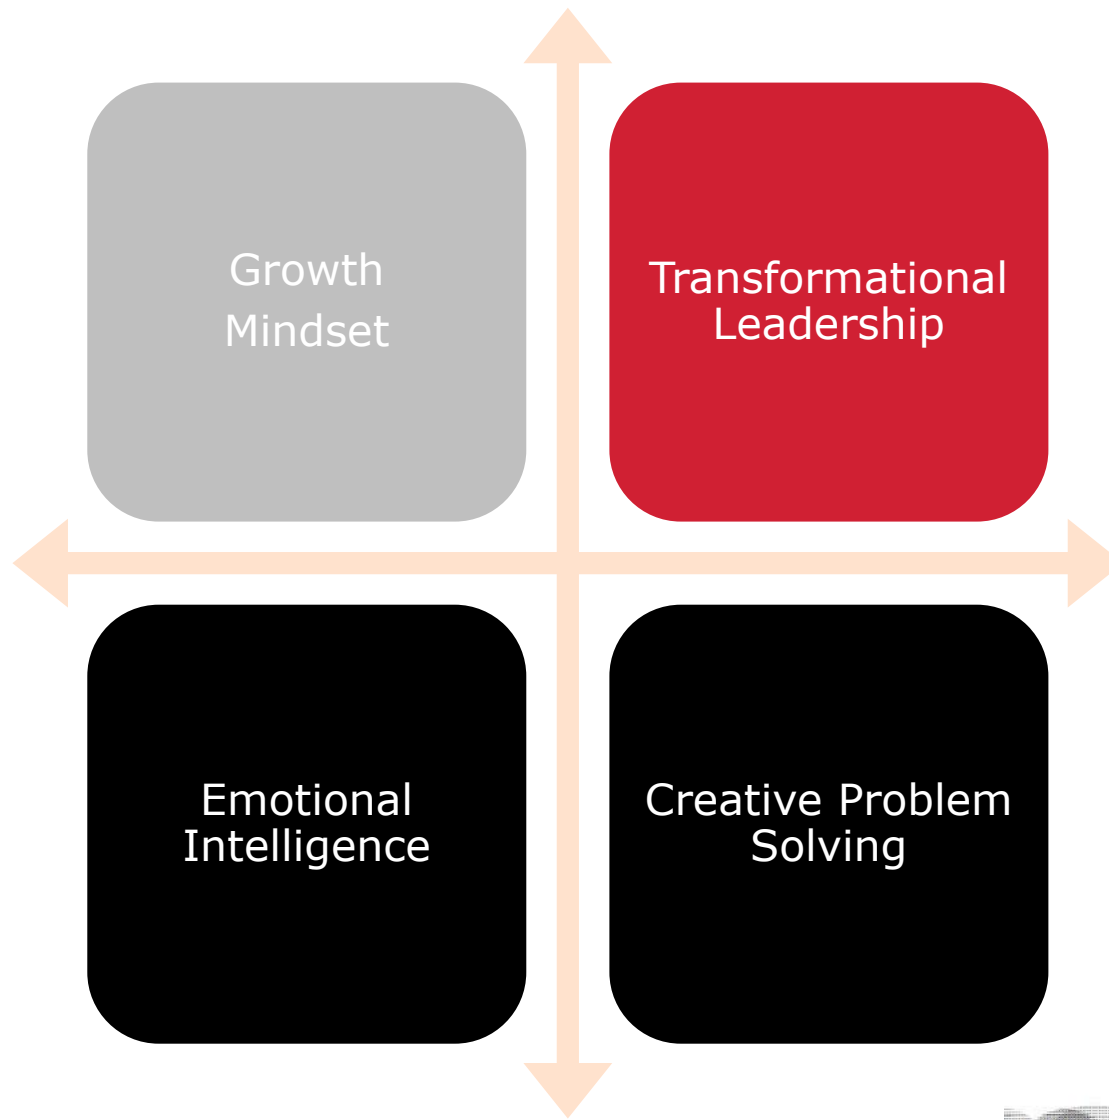 Growth
Mindset
Transformational
Leadership
Emotional
Intelligence
Creative Problem
Solving